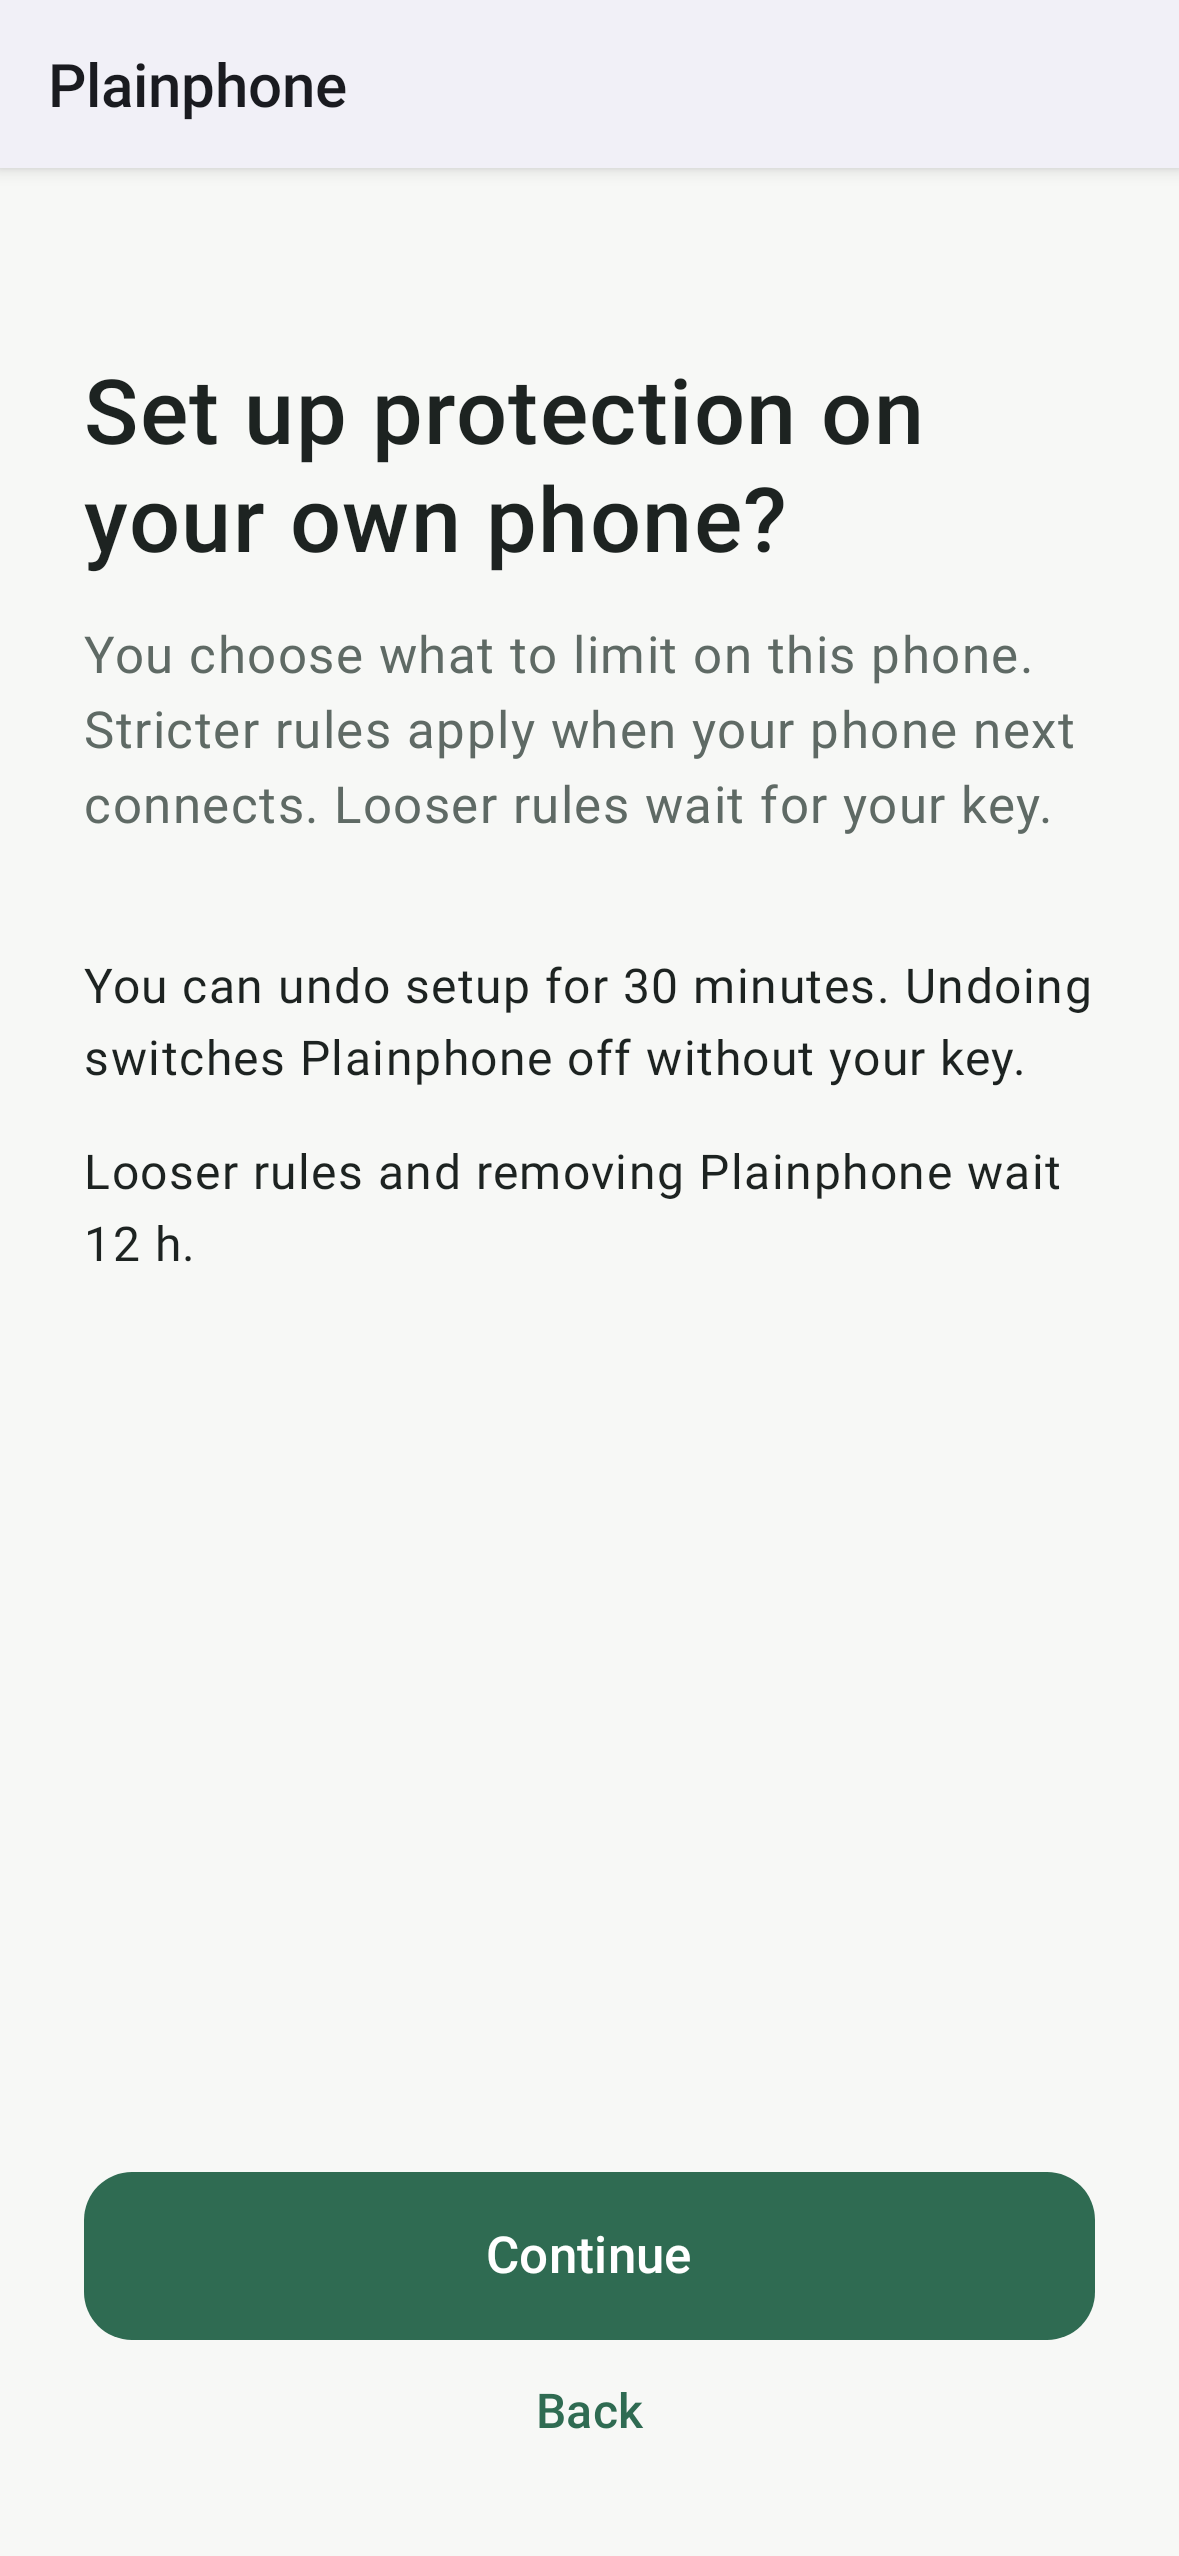 Plainphone
Set up protection on
your own phone?
You choose what to limit on this phone.
Stricter rules apply when your phone next
connects. Looser rules wait for your key.
You can undo setup for 30 minutes. Undoing
switches Plainphone off without your key.
Looser rules and removing Plainphone wait
12 h.
Continue
Back